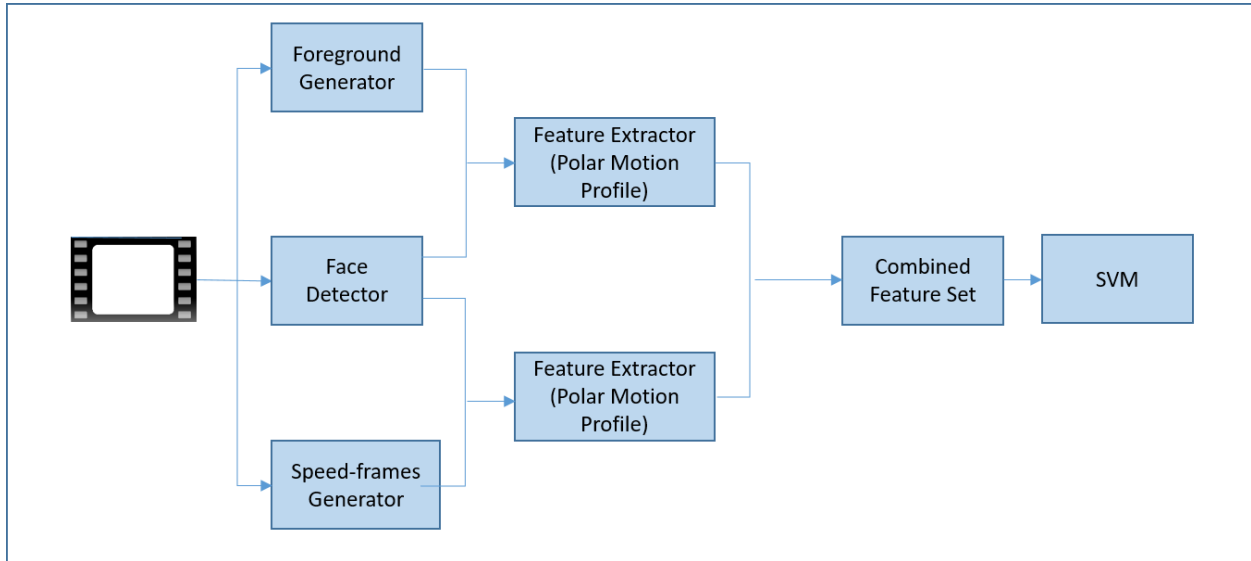 Foreground
Generator
Feature Extractor
(Polar Motion
Profile)
Face
Detector
Combined
Feature Set
SVM
Feature Extractor
(Polar Motion
Profile)
Speed-frames
Generator